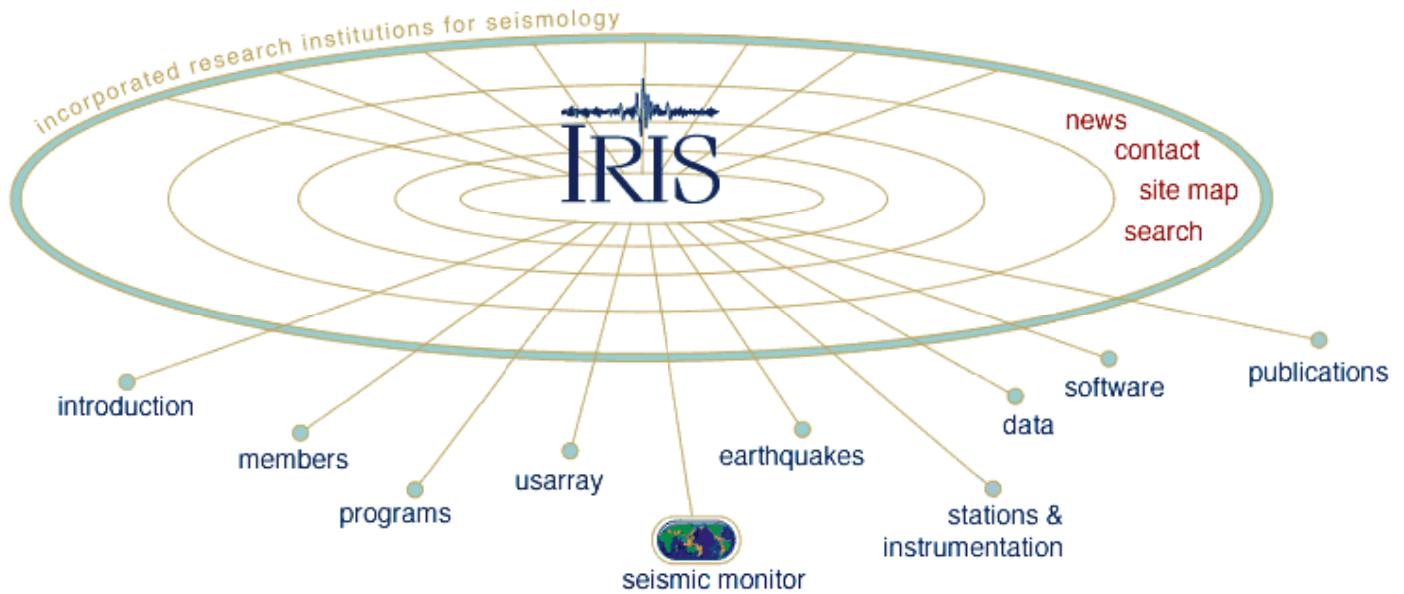 incorporated research institutions for seismology
IRIS
news
contact
site map
search
introduction
members
programs
usarray
seismic monitor
earthquakes
stations &
instrumentation
data
software
publications